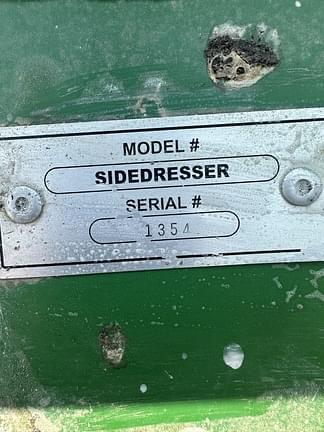 MODEL #
SIDEDRESSER
SERIAL #
1354